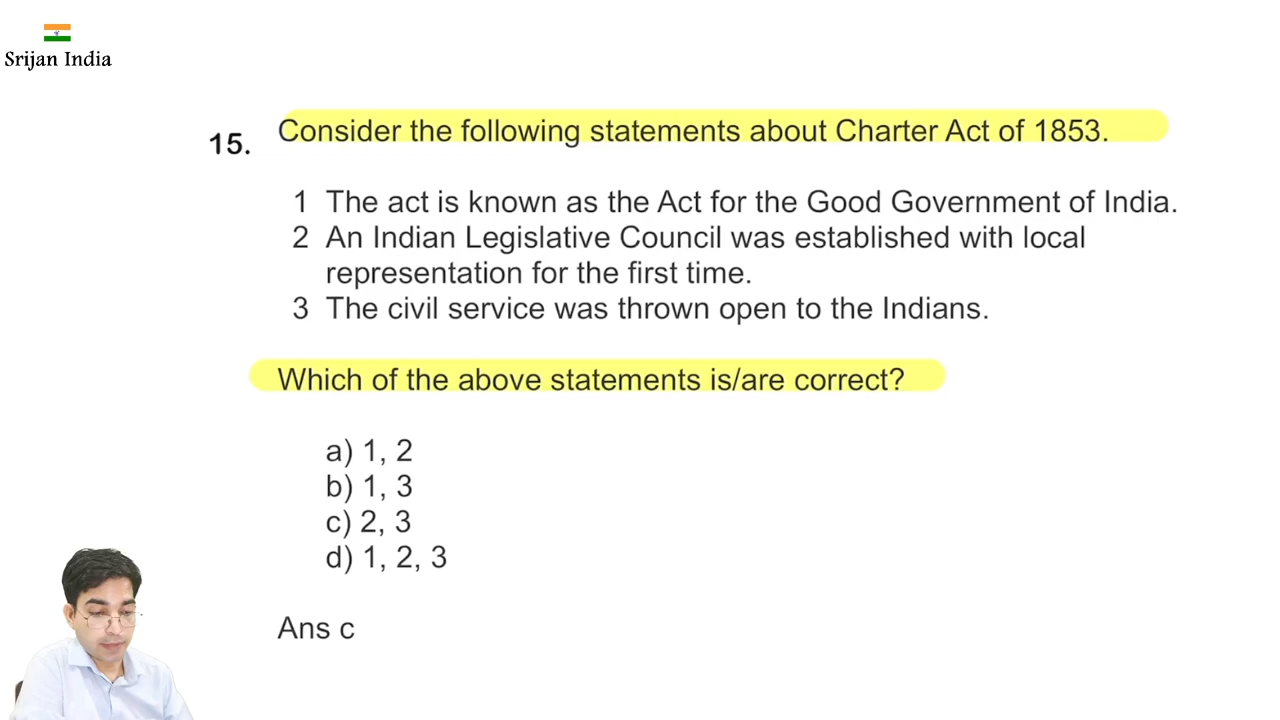 Srijan India
15. Consider the following statements about Charter Act of 1853.
1 The act is known as the Act for the Good Government of India.
2 An Indian Legislative Council was established with local
representation for the first time.
3 The civil service was thrown open to the Indians.
Which of the above statements is/are correct?
a) 1, 2
b) 1, 3
c) 2, 3
d) 1, 2, 3
Ans c